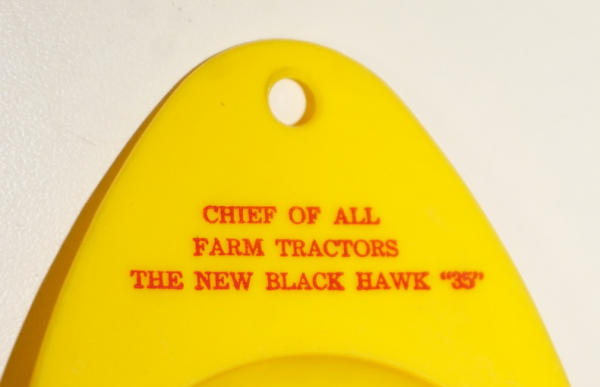 CHIEF OF ALL
FARM TRACTORS
THE NEW BLACK HAWK “35”